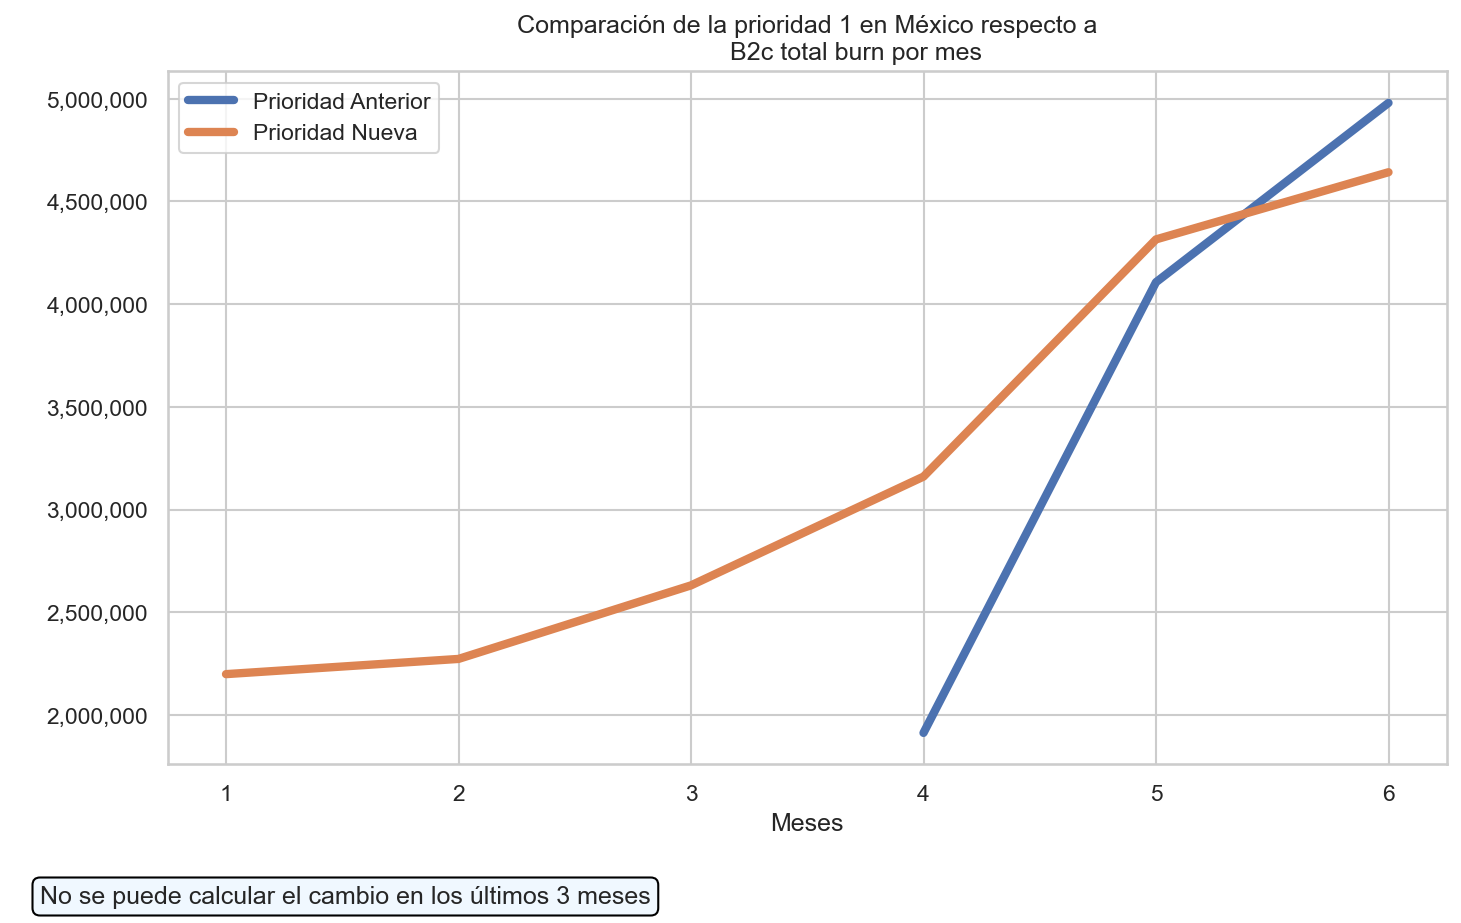 Comparación de la prioridad 1 en México respecto a
B2c total burn por mes
Prioridad Anterior
Prioridad Nueva
5,000,000
4,500,000
4,000,000
3,500,000
3,000,000
2,500,000
2,000,000
1 2 3 4 5 6
Meses
No se puede calcular el cambio en los últimos 3 meses